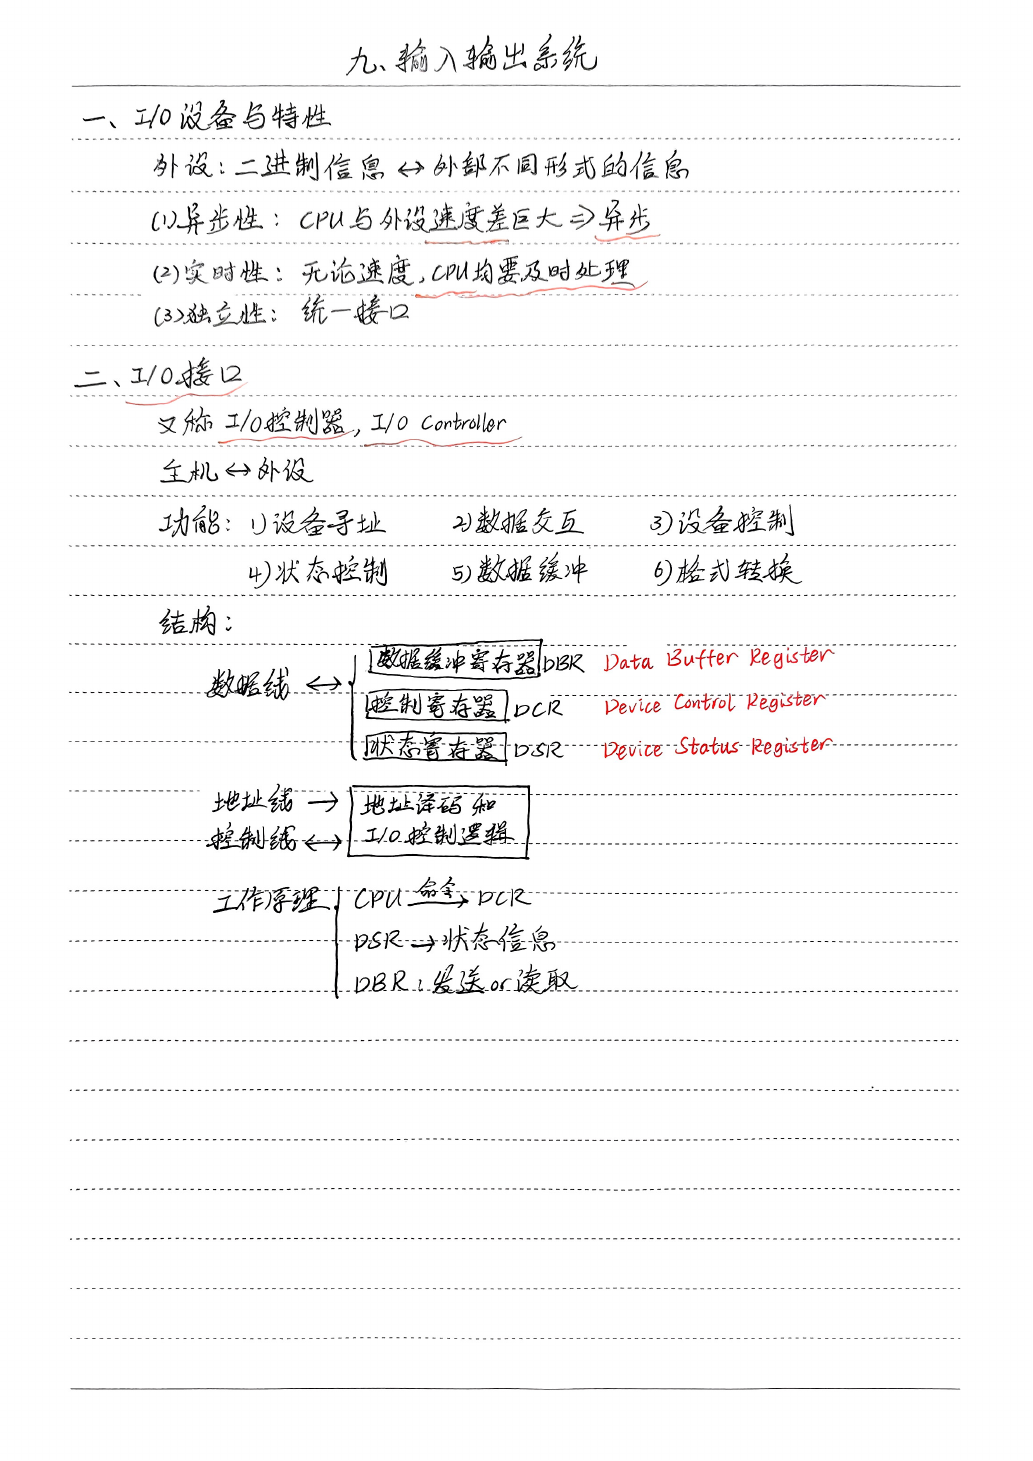 九、输入输出系统
一、I/O设备与特性
外设：二进制信息 ↔ 外部不同形式的信息
(1)异步性：CPU与外设速度差巨大 ⇒ 异步
(2)实时性：无论速度，CPU均要及时处理
(3)独立性：统一接口
二、I/O接口
又称 I/O控制器，I/O Controller
主机 ↔ 外设
功能：1)设备寻址 2)数据交互 3)设备控制
4)状态控制 5)数据缓冲 6)格式转换
结构：
数据线 ↔ 数据缓冲寄存器 DBR Data Buffer Register
控制寄存器 DCR Device Control Register
状态寄存器 DSR Device Status Register
地址线 → 地址译码和
控制线 ↔ I/O控制逻辑
工作原理 CPU 命令→ DCR
DSR → 状态信息
DBR：发送 or 读取